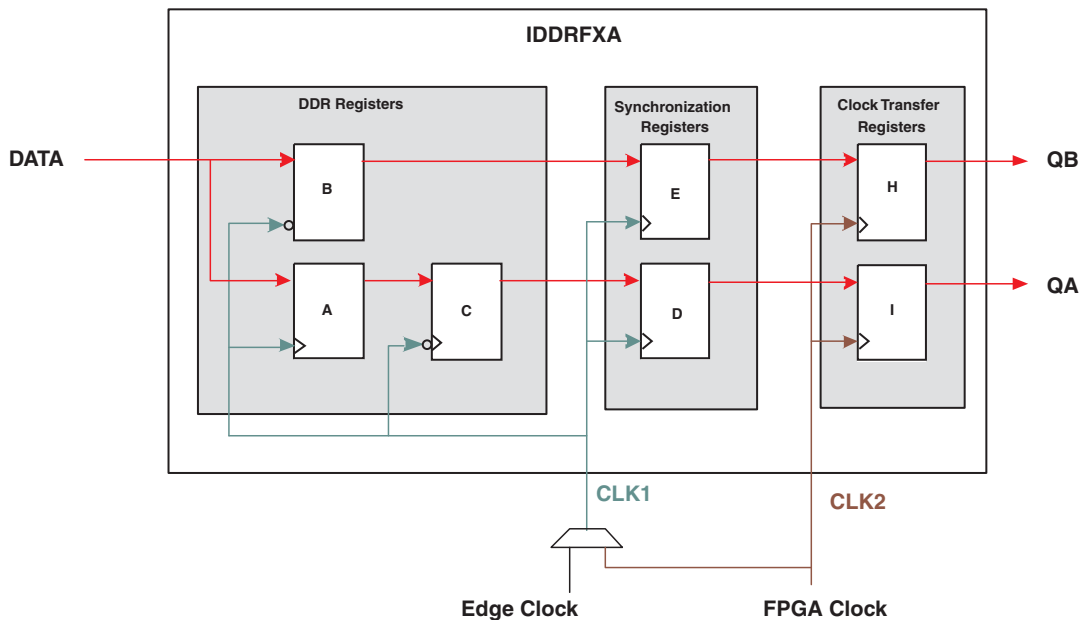 IDDRFXA
DDR Registers
Synchronization
Registers
Clock Transfer
Registers
DATA
B
E
H
QB
A
C
D
I
QA
CLK1
CLK2
Edge Clock
FPGA Clock